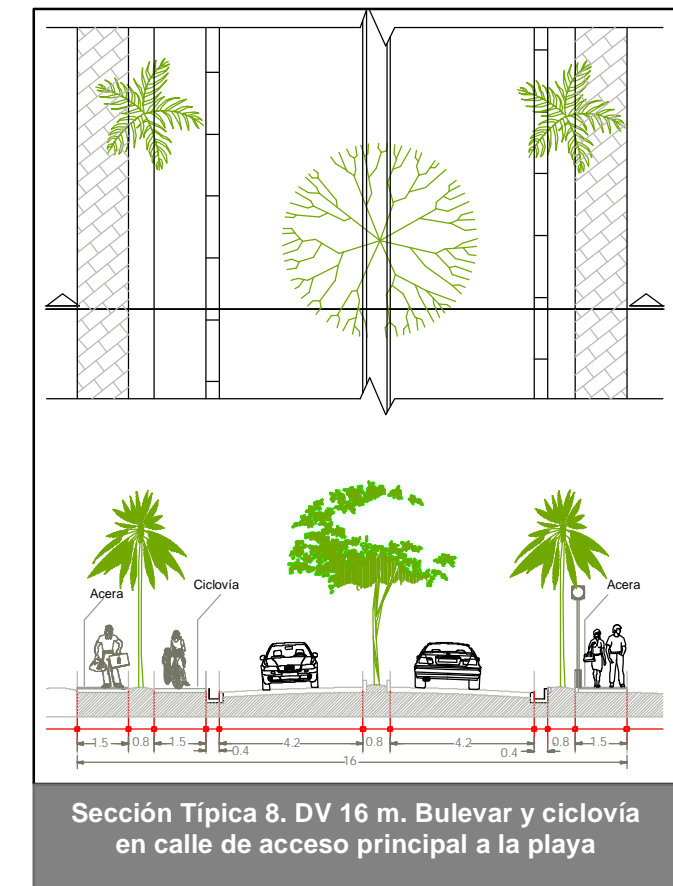 Acera
Ciclovía
Acera
1.5
0.8
1.5
0.4
4.2
0.8
4.2
0.4
0.8
1.5
16
Sección Típica 8. DV 16 m. Bulevar y ciclovía
en calle de acceso principal a la playa